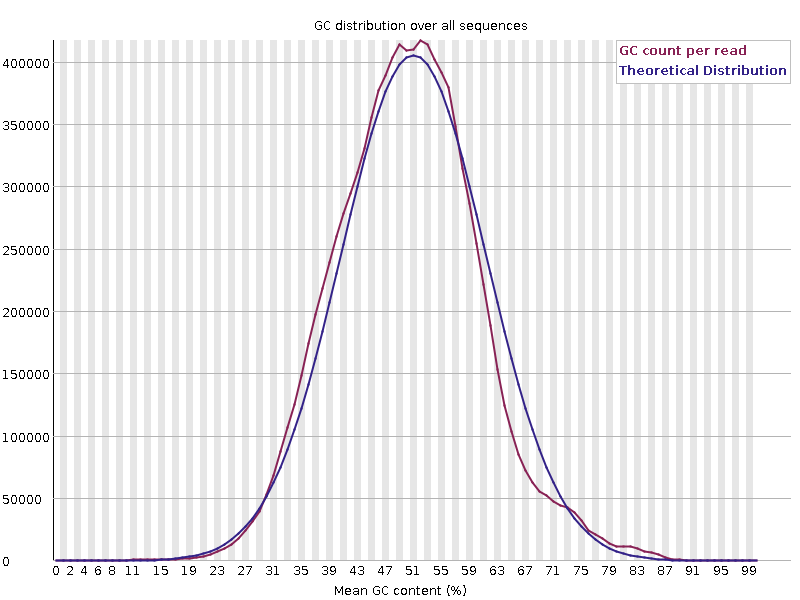 GC distribution over all sequences
GC count per read
Theoretical Distribution
400000
350000
300000
250000
200000
150000
100000
50000
0
0 2 4 6 8 11 15 19 23 27 31 35 39 43 47 51 55 59 63 67 71 75 79 83 87 91 95 99
Mean GC content (%)